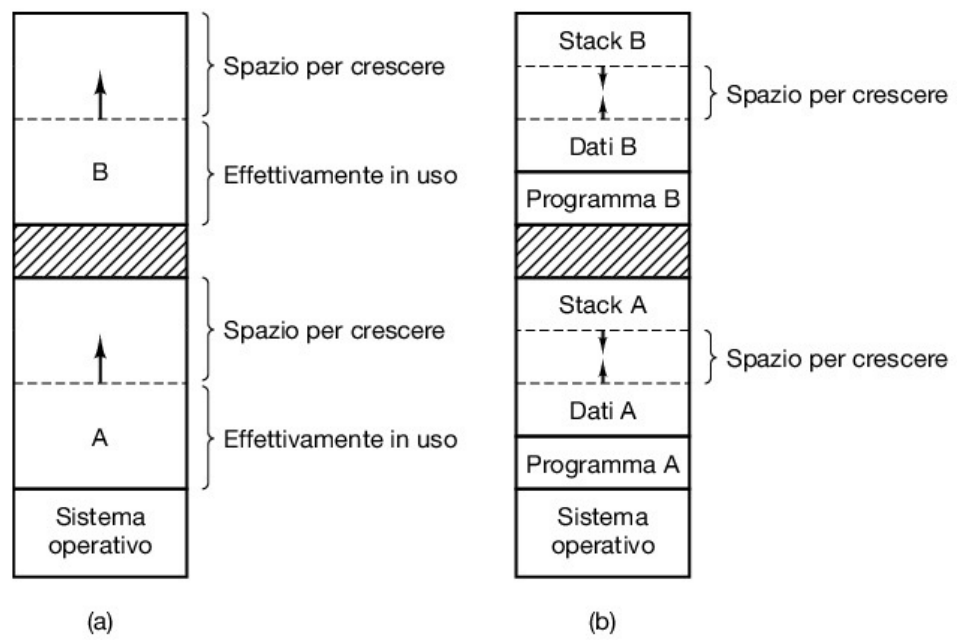 Spazio per crescere
B
Effettivamente in uso
Spazio per crescere
A
Effettivamente in uso
Sistema
operativo
(a)
Stack B
Spazio per crescere
Dati B
Programma B
Stack A
Spazio per crescere
Dati A
Programma A
Sistema
operativo
(b)